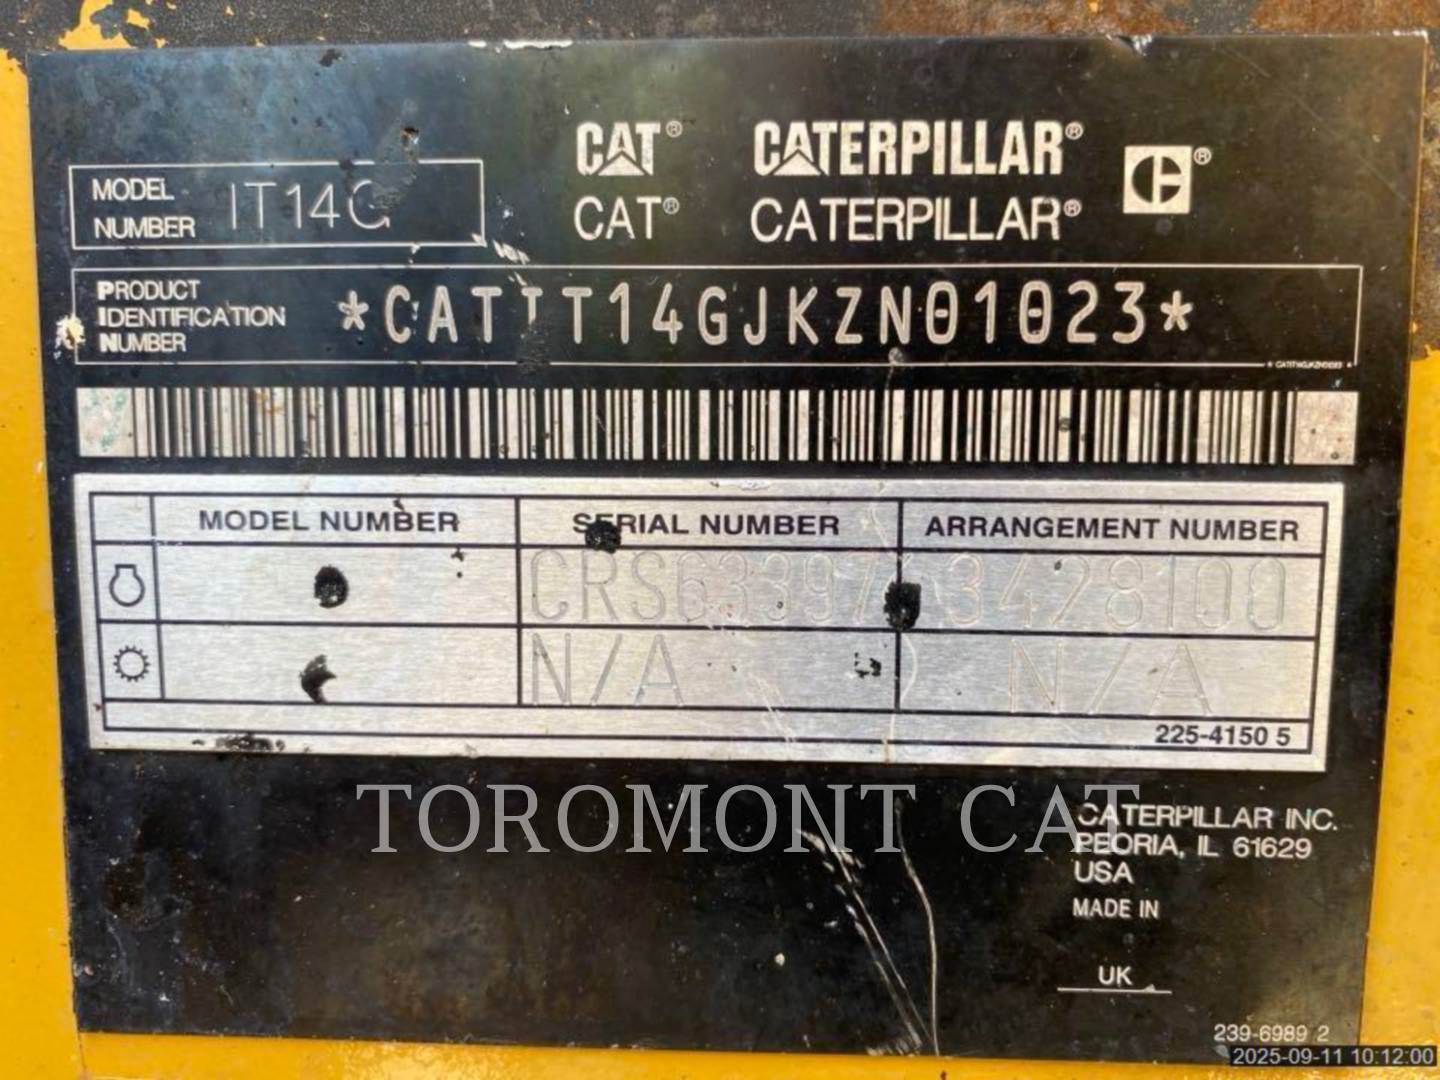 CAT® CATERPILLAR® ®
MODEL NUMBER IT14G
CAT® CATERPILLAR®
PRODUCT IDENTIFICATION NUMBER *CATIT14GJKZN01023*
MODEL NUMBER SERIAL NUMBER ARRANGEMENT NUMBER
3428100
N/A N/A
225-4150 5
TOROMONT CAT
CATERPILLAR INC.
PEORIA, IL 61629
USA
MADE IN
UK
239-6989 2
2025-09-11 10:12:00